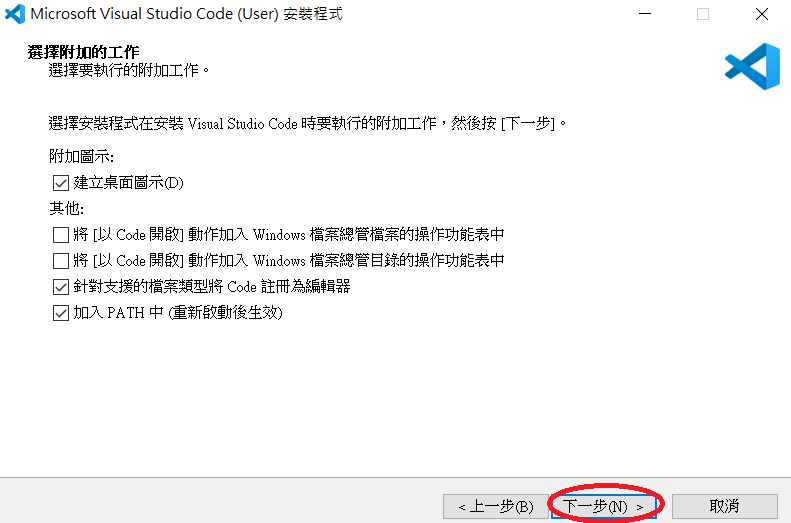 Microsoft Visual Studio Code (User) 安裝程式
選擇附加的工作
選擇要執行的附加工作。
選擇安裝程式在安裝 Visual Studio Code 時要執行的附加工作，然後按 [下一步]。
附加圖示:
建立桌面圖示(D)
其他:
將 [以 Code 開啟] 動作加入 Windows 檔案總管檔案的操作功能表中
將 [以 Code 開啟] 動作加入 Windows 檔案總管目錄的操作功能表中
針對支援的檔案類型將 Code 註冊為編輯器
加入 PATH 中 (重新啟動後生效)
< 上一步(B) 下一步(N) > 取消